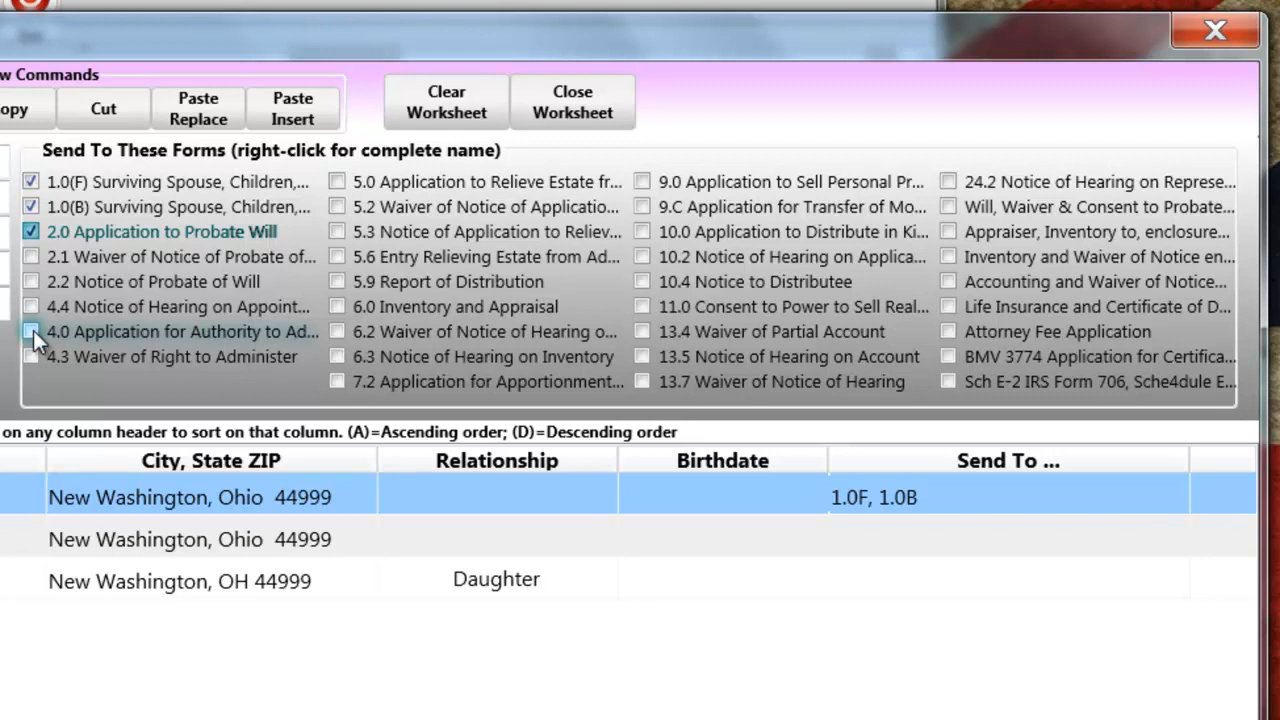 w Commands
opy Cut Paste Replace Paste Insert Clear Worksheet Close Worksheet
Send To These Forms (right-click for complete name)
1.0(F) Surviving Spouse, Children,... 5.0 Application to Relieve Estate fr... 9.0 Application to Sell Personal Pr... 24.2 Notice of Hearing on Represe...
1.0(B) Surviving Spouse, Children,... 5.2 Waiver of Notice of Applicatio... 9.C Application for Transfer of Mo... Will, Waiver & Consent to Probate...
2.0 Application to Probate Will 5.3 Notice of Application to Reliev... 10.0 Application to Distribute in Ki... Appraiser, Inventory to, enclosure...
2.1 Waiver of Notice of Probate of... 5.6 Entry Relieving Estate from Ad... 10.2 Notice of Hearing on Applica... Inventory and Waiver of Notice en...
2.2 Notice of Probate of Will 5.9 Report of Distribution 10.4 Notice to Distributee Accounting and Waiver of Notice...
4.4 Notice of Hearing on Appoint... 6.0 Inventory and Appraisal 11.0 Consent to Power to Sell Real... Life Insurance and Certificate of D...
4.0 Application for Authority to Ad... 6.2 Waiver of Notice of Hearing o... 13.4 Waiver of Partial Account Attorney Fee Application
4.3 Waiver of Right to Administer 6.3 Notice of Hearing on Inventory 13.5 Notice of Hearing on Account BMV 3774 Application for Certifica...
7.2 Application for Apportionment... 13.7 Waiver of Notice of Hearing Sch E-2 IRS Form 706, Sche4dule E...
on any column header to sort on that column. (A)=Ascending order; (D)=Descending order
City, State ZIP Relationship Birthdate Send To ...
New Washington, Ohio 44999 1.0F, 1.0B
New Washington, Ohio 44999
New Washington, OH 44999 Daughter